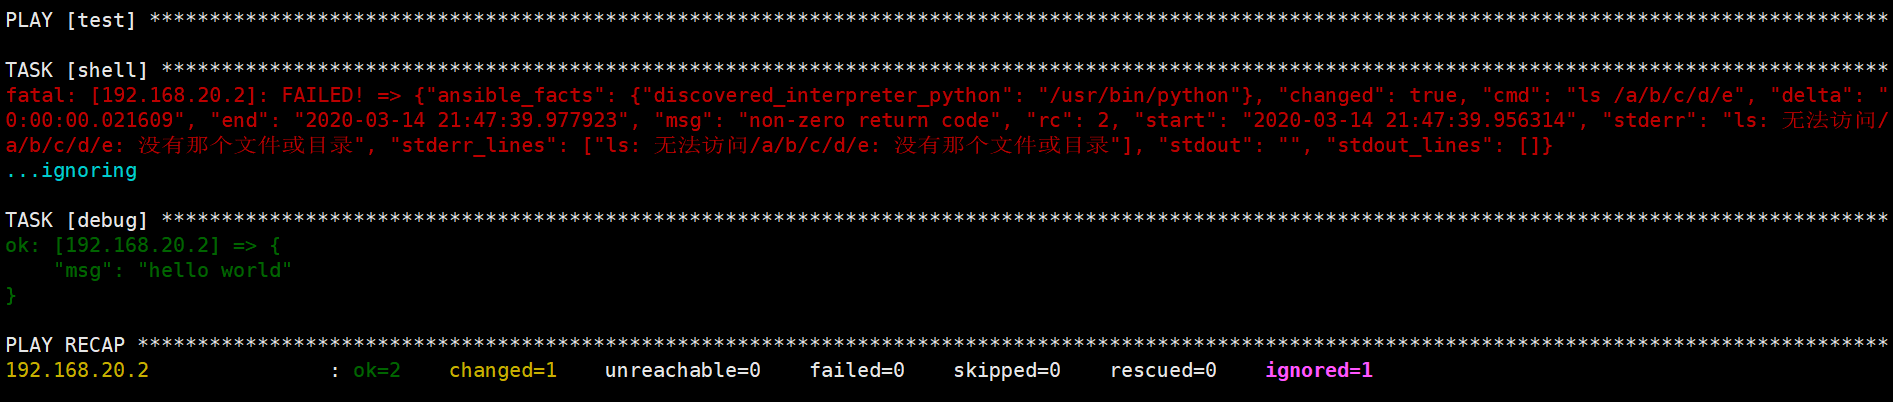 PLAY [test] *************************************************************************************************************************************************
TASK [shell] ************************************************************************************************************************************************
fatal: [192.168.20.2]: FAILED! => {"ansible_facts": {"discovered_interpreter_python": "/usr/bin/python"}, "changed": true, "cmd": "ls /a/b/c/d/e", "delta": "
0:00:00.021609", "end": "2020-03-14 21:47:39.977923", "msg": "non-zero return code", "rc": 2, "start": "2020-03-14 21:47:39.956314", "stderr": "ls: 无法访问/
a/b/c/d/e: 没有那个文件或目录", "stderr_lines": ["ls: 无法访问/a/b/c/d/e: 没有那个文件或目录"], "stdout": "", "stdout_lines": []}
...ignoring
TASK [debug] ************************************************************************************************************************************************
ok: [192.168.20.2] => {
    "msg": "hello world"
}
PLAY RECAP **************************************************************************************************************************************************
192.168.20.2               : ok=2    changed=1    unreachable=0    failed=0    skipped=0    rescued=0    ignored=1